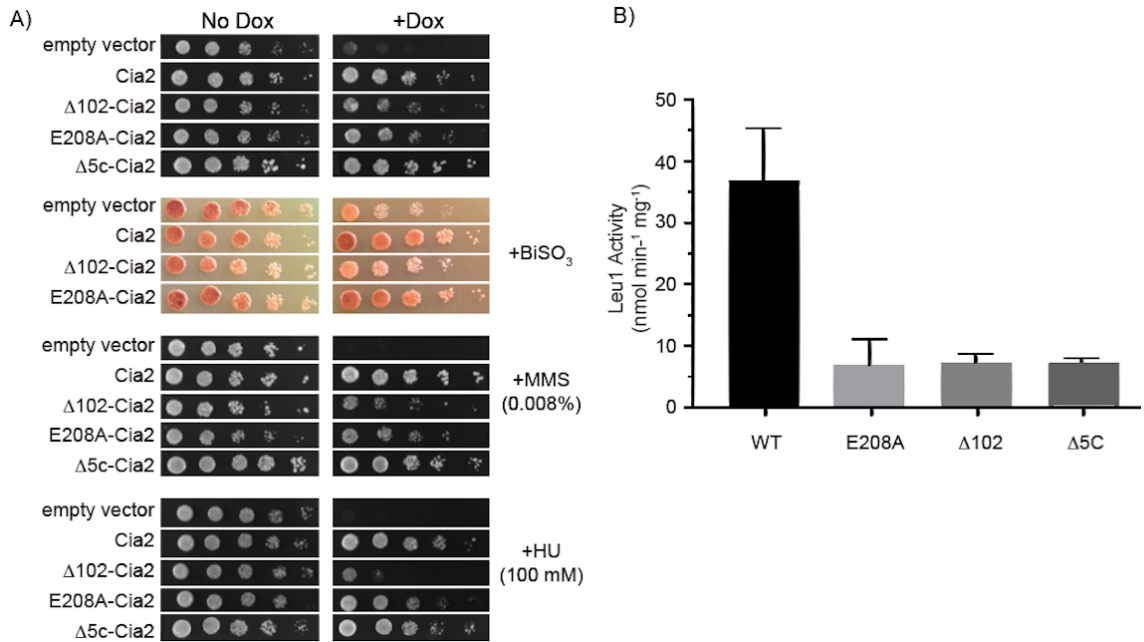 A)
No Dox +Dox
empty vector
Cia2
Δ102-Cia2
E208A-Cia2
Δ5c-Cia2
empty vector
Cia2
Δ102-Cia2
E208A-Cia2
+BiSO3
empty vector
Cia2
Δ102-Cia2
E208A-Cia2
Δ5c-Cia2
+MMS
(0.008%)
empty vector
Cia2
Δ102-Cia2
E208A-Cia2
Δ5c-Cia2
+HU
(100 mM)
B)
Leu1 Activity
(nmol min-1 mg-1)
50
40
30
20
10
0
WT E208A Δ102 Δ5C